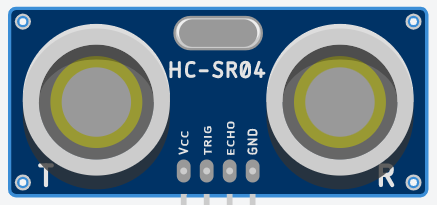 HC-SR04
Vcc TRIG ECHO GND
T R